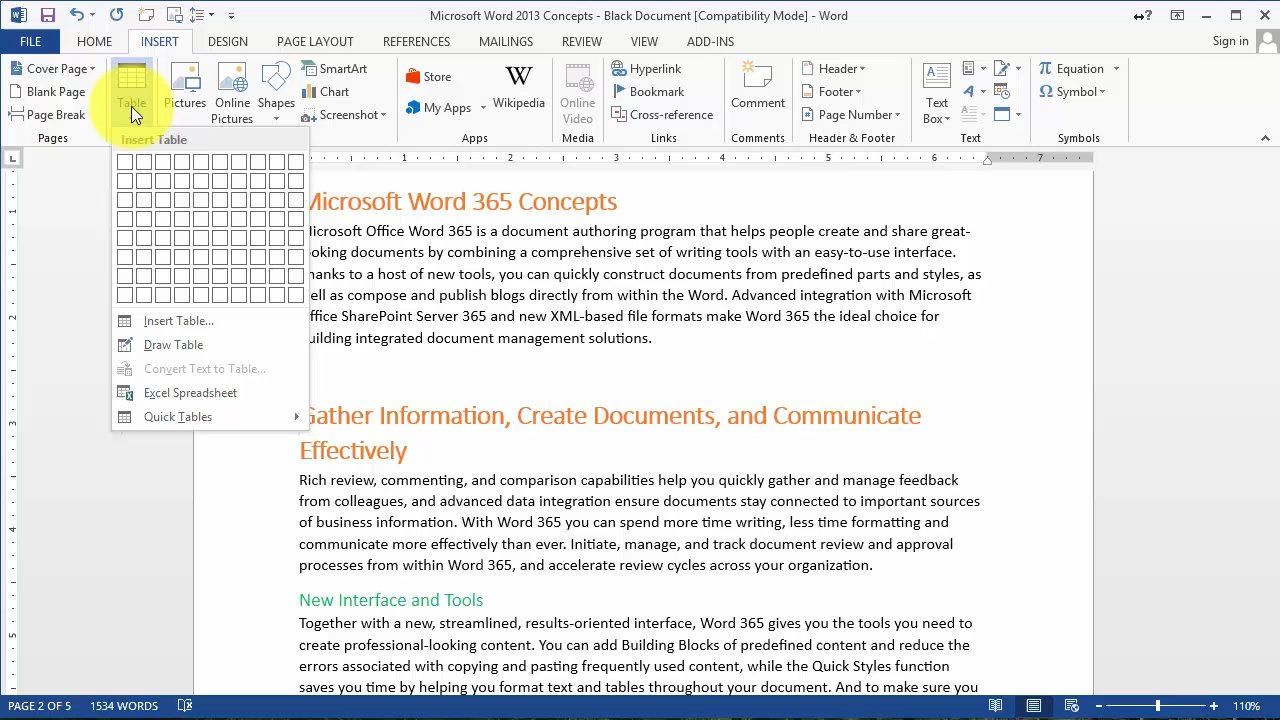 Microsoft Word 2013 Concepts - Black Document [Compatibility Mode] - Word
FILE HOME INSERT DESIGN PAGE LAYOUT REFERENCES MAILINGS REVIEW VIEW ADD-INS Sign in
Cover Page
Blank Page
Page Break
Pages
Table
Pictures
Online
Pictures
Shapes
SmartArt
Chart
Screenshot
Store
My Apps
Wikipedia
Apps
Online
Video
Media
Hyperlink
Bookmark
Cross-reference
Links
Comment
Comments
Header
Footer
Page Number
Header & Footer
Text
Box
A
Text
Equation
Symbol
Symbols
Insert Table
Insert Table...
Draw Table
Convert Text to Table...
Excel Spreadsheet
Quick Tables
1 2 3 4 5 6 7
1
2
3
4
5
Microsoft Word 365 Concepts
Microsoft Office Word 365 is a document authoring program that helps people create and share great-
ooking documents by combining a comprehensive set of writing tools with an easy-to-use interface.
hanks to a host of new tools, you can quickly construct documents from predefined parts and styles, as
ell as compose and publish blogs directly from within the Word. Advanced integration with Microsoft
ffice SharePoint Server 365 and new XML-based file formats make Word 365 the ideal choice for
uilding integrated document management solutions.
Gather Information, Create Documents, and Communicate
Effectively
Rich review, commenting, and comparison capabilities help you quickly gather and manage feedback
from colleagues, and advanced data integration ensure documents stay connected to important sources
of business information. With Word 365 you can spend more time writing, less time formatting and
communicate more effectively than ever. Initiate, manage, and track document review and approval
processes from within Word 365, and accelerate review cycles across your organization.
New Interface and Tools
Together with a new, streamlined, results-oriented interface, Word 365 gives you the tools you need to
create professional-looking content. You can add Building Blocks of predefined content and reduce the
errors associated with copying and pasting frequently used content, while the Quick Styles function
saves you time by helping you format text and tables throughout your document. And to make sure you
PAGE 2 OF 5 1534 WORDS 110%